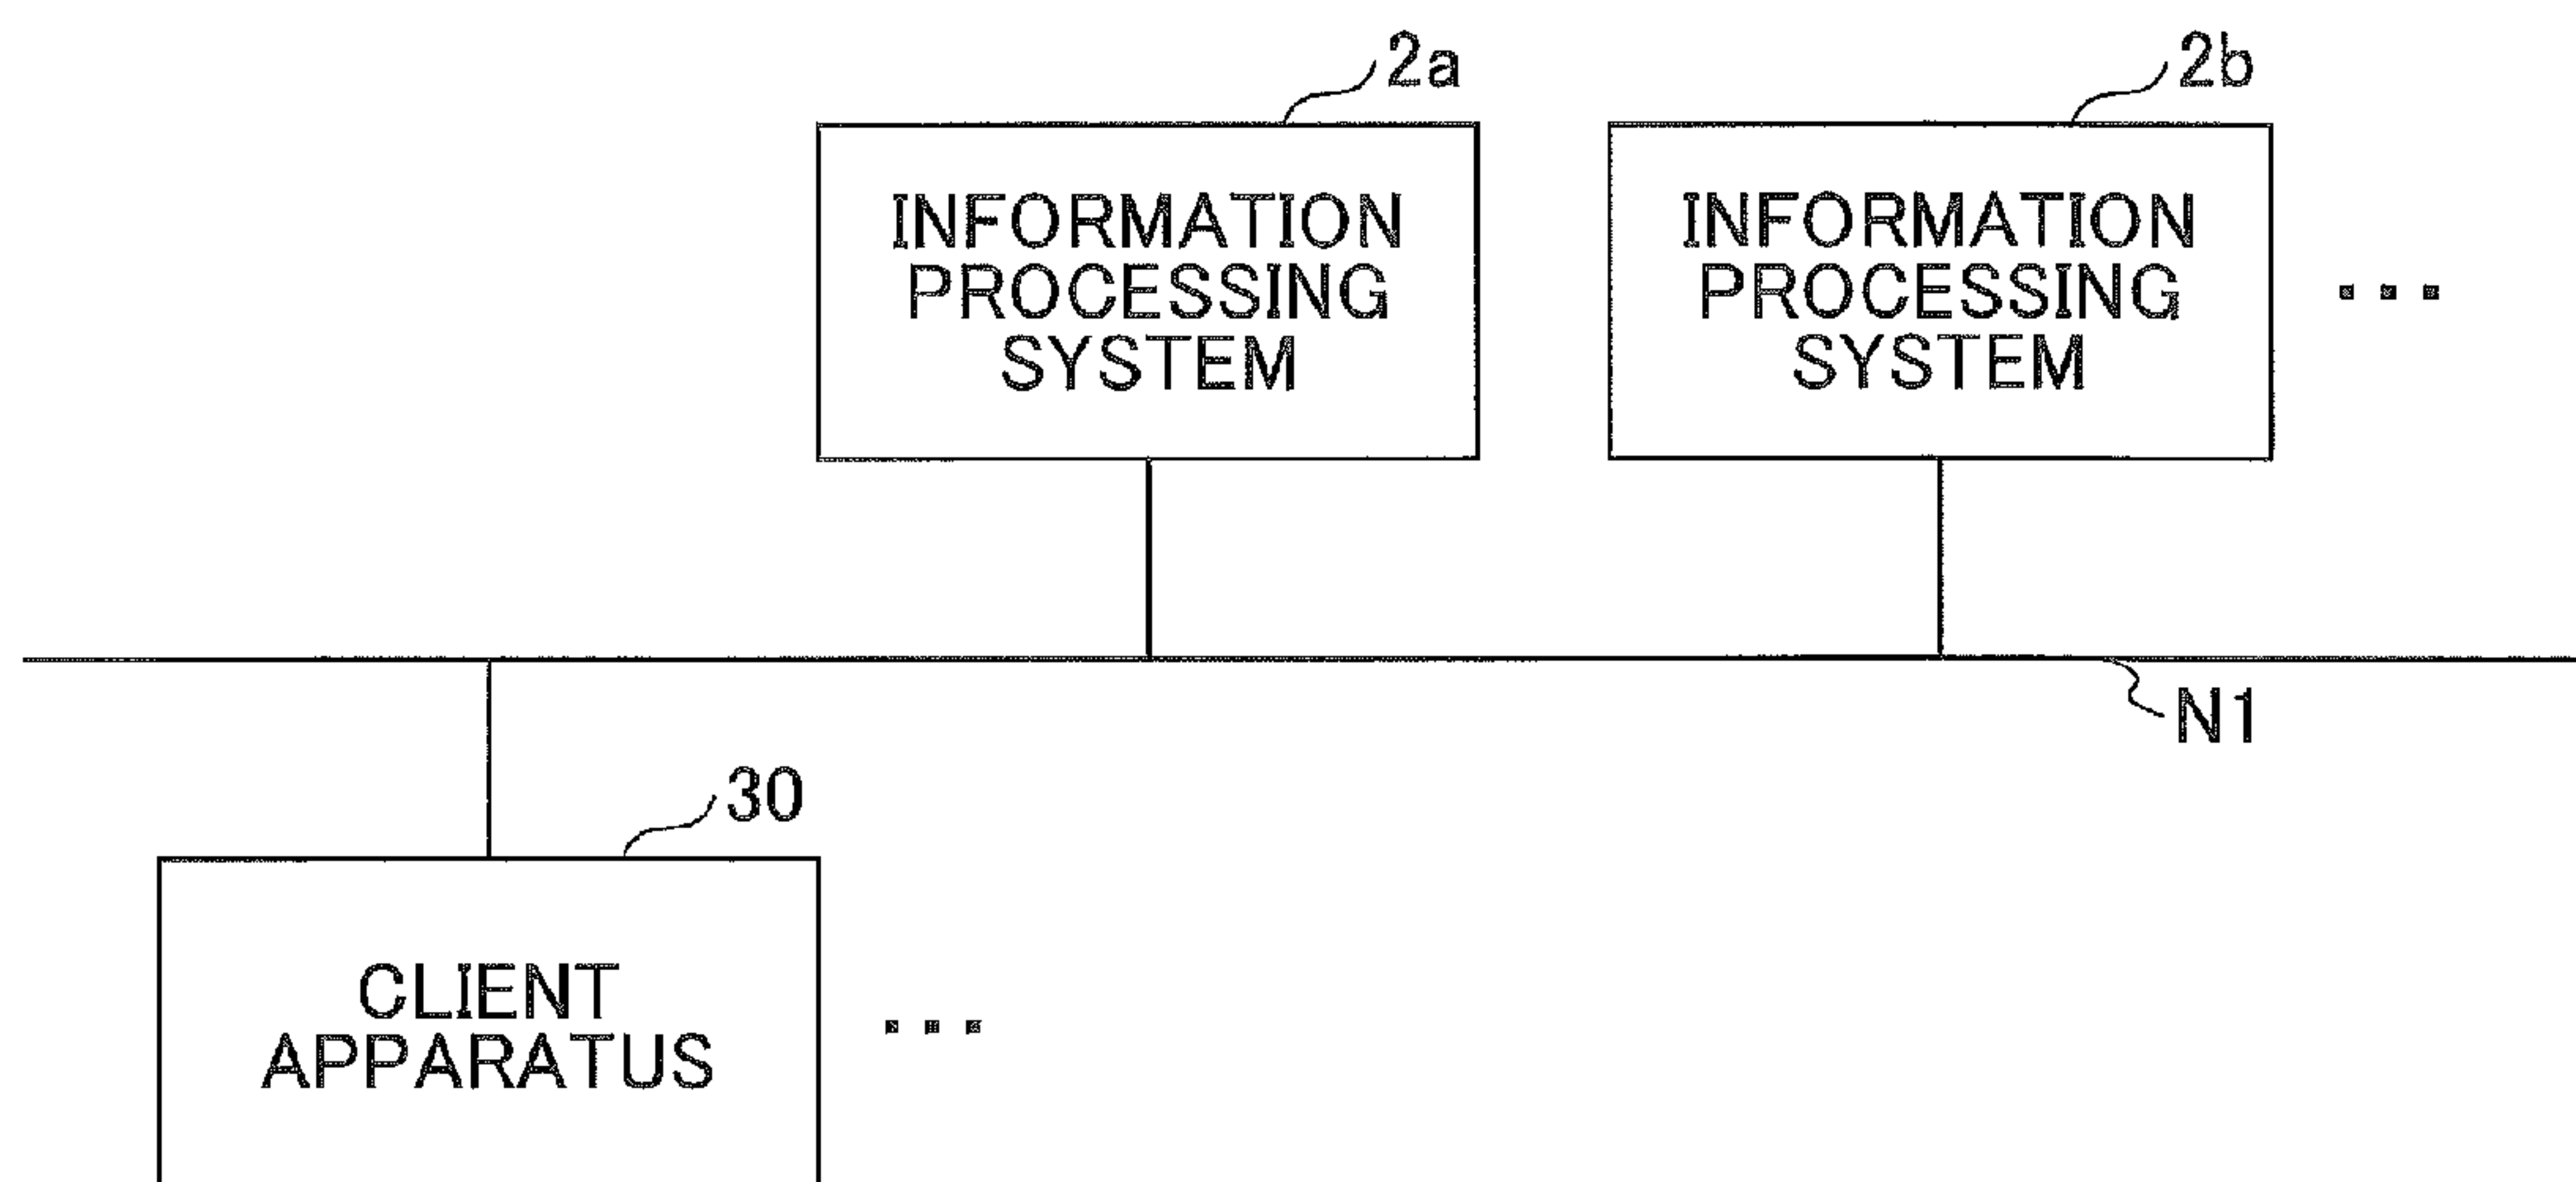 2a
INFORMATION
PROCESSING
SYSTEM
2b
INFORMATION
PROCESSING
SYSTEM
...
N1
30
CLIENT
APPARATUS
...